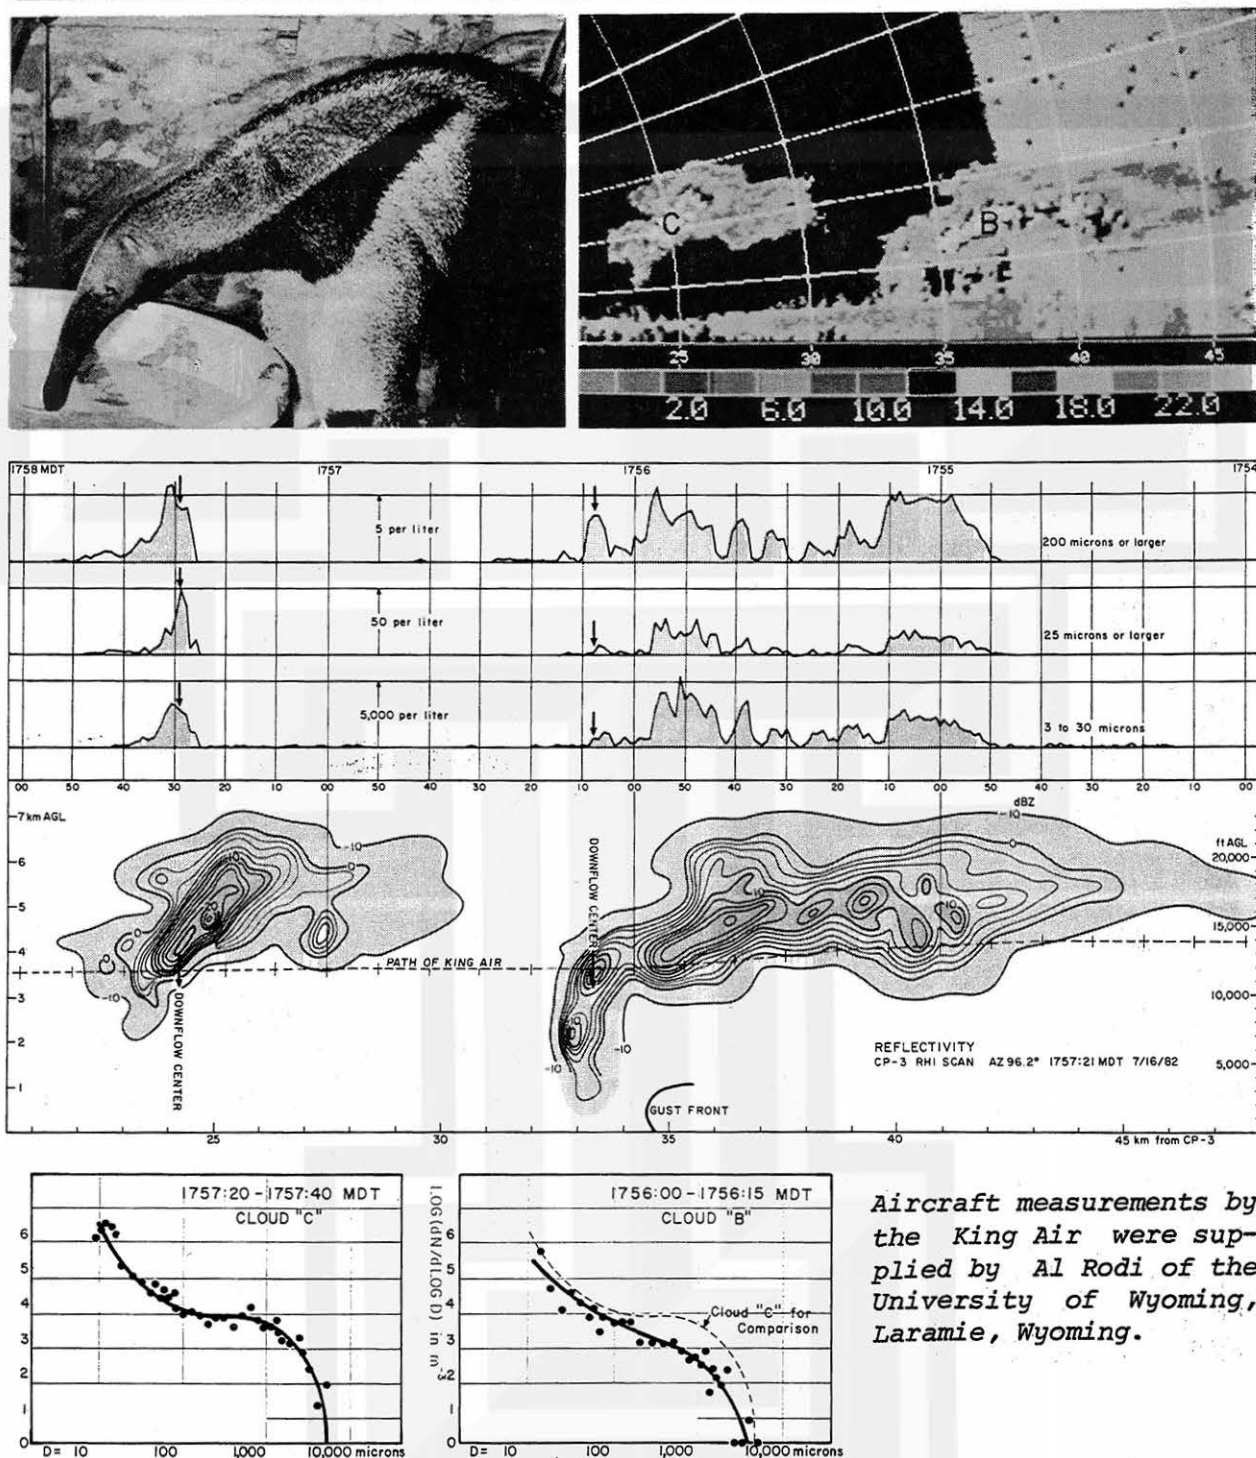 C
B
E
25 30 35 40 45
2.0 6.0 10.0 14.0 18.0 22.0
1758 MDT 1757 1756 1755 1754
5 per liter
200 microns or larger
50 per liter
25 microns or larger
5,000 per liter
3 to 30 microns
00 50 40 30 20 10 00 50 40 30 20 10 00 50 40 30 20 10 00 50 40 30 20 10 00
dBZ
7 km AGL
-10
-10
ft AGL
6
0
10
0
20,000
5
10
10
15,000
4
0
PATH OF KING AIR
DOWNFLOW CENTER
3
-10
10,000
DOWNFLOW CENTER
2
10
-10
REFLECTIVITY
CP-3 RHI SCAN AZ 96.2° 1757:21 MDT 7/16/82
-10
5,000
1
GUST FRONT
25 30 35 40 45 km from CP-3
1757:20-1757:40 MDT
CLOUD "C"
6
5
4
3
2
1
0
D= 10 100 1,000 10,000 microns
LOG (dN/dLOG D) in m-3
1756:00-1756:15 MDT
CLOUD "B"
6
5
4
3
2
1
0
Cloud "C" for
Comparison
D= 10 100 1,000 10,000 microns
Aircraft measurements by
the King Air were sup-
plied by Al Rodi of the
University of Wyoming,
Laramie, Wyoming.